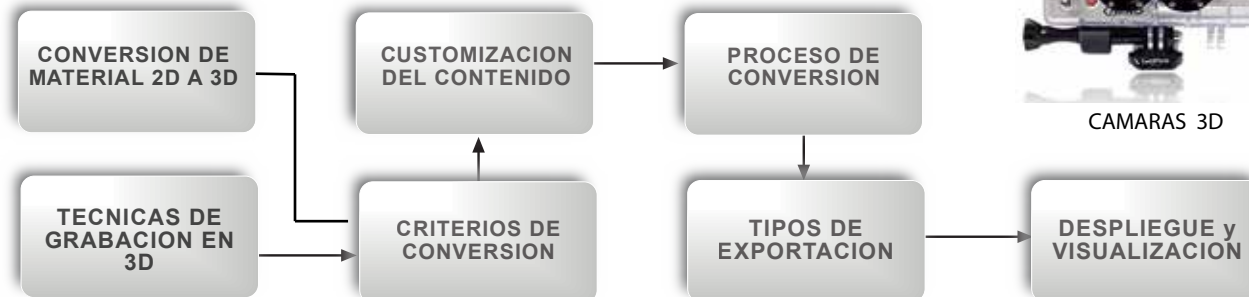 CONVERSION DE
MATERIAL 2D A 3D
CUSTOMIZACION
DEL CONTENIDO
PROCESO DE
CONVERSION
CAMARAS 3D
TECNICAS DE
GRABACION EN
3D
CRITERIOS DE
CONVERSION
TIPOS DE
EXPORTACION
DESPLIEGUE y
VISUALIZACION